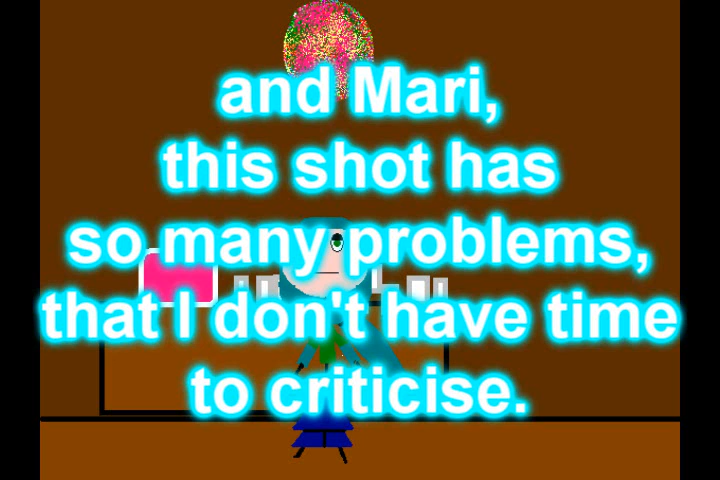 and Mari,
this shot has
so many problems,
that I don't have time
to criticise.